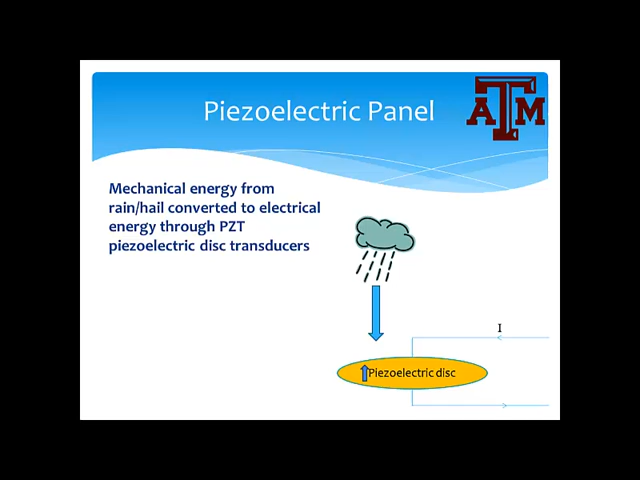 Piezoelectric Panel
ATM
Mechanical energy from
rain/hail converted to electrical
energy through PZT
piezoelectric disc transducers
I
Piezoelectric disc